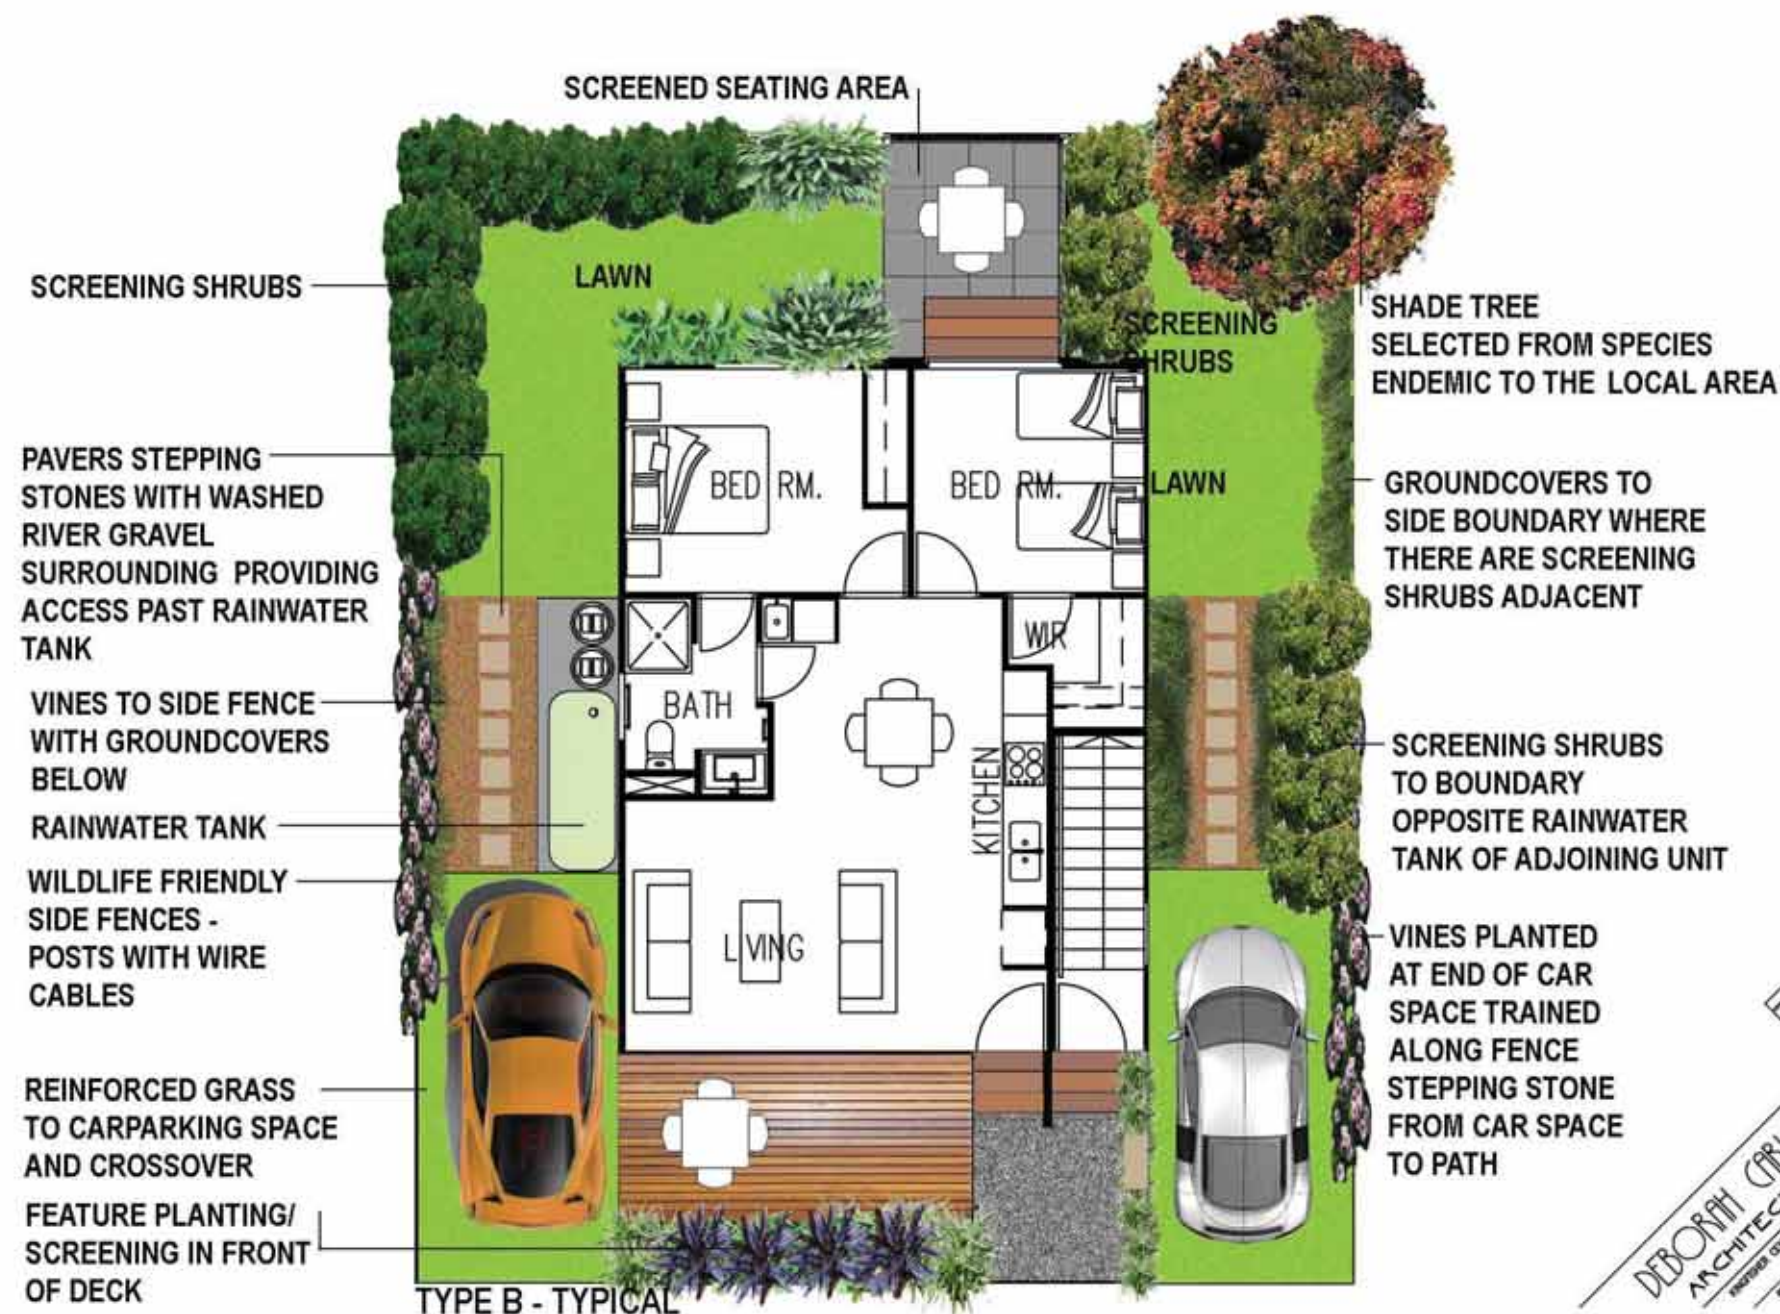 SCREENED SEATING AREA
SCREENING SHRUBS
LAWN
SCREENING
SHRUBS
SHADE TREE
SELECTED FROM SPECIES
ENDEMIC TO THE LOCAL AREA
PAVERS STEPPING
STONES WITH WASHED
RIVER GRAVEL
SURROUNDING PROVIDING
ACCESS PAST RAINWATER
TANK
BED RM.
BED RM.
LAWN
GROUNDCOVERS TO
SIDE BOUNDARY WHERE
THERE ARE SCREENING
SHRUBS ADJACENT
WIR
BATH
KITCHEN
LIVING
VINES TO SIDE FENCE
WITH GROUNDCOVERS
BELOW
RAINWATER TANK
WILDLIFE FRIENDLY
SIDE FENCES -
POSTS WITH WIRE
CABLES
SCREENING SHRUBS
TO BOUNDARY
OPPOSITE RAINWATER
TANK OF ADJOINING UNIT
VINES PLANTED
AT END OF CAR
SPACE TRAINED
ALONG FENCE
STEPPING STONE
FROM CAR SPACE
TO PATH
REINFORCED GRASS
TO CARPARKING SPACE
AND CROSSOVER
FEATURE PLANTING/
SCREENING IN FRONT
OF DECK
TYPE B - TYPICAL
DEBORAH